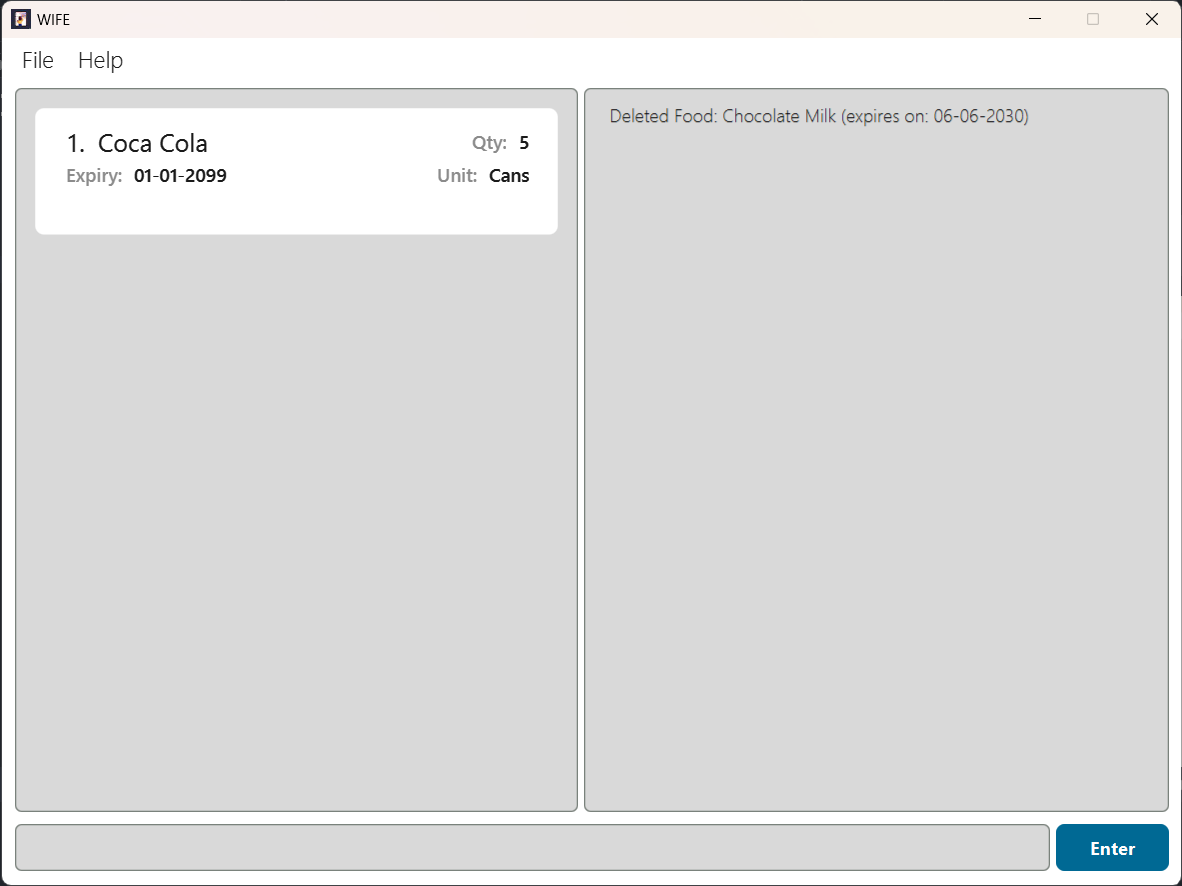 WIFE
File Help
1. Coca Cola Qty: 5
Expiry: 01-01-2099 Unit: Cans
Deleted Food: Chocolate Milk (expires on: 06-06-2030)
Enter